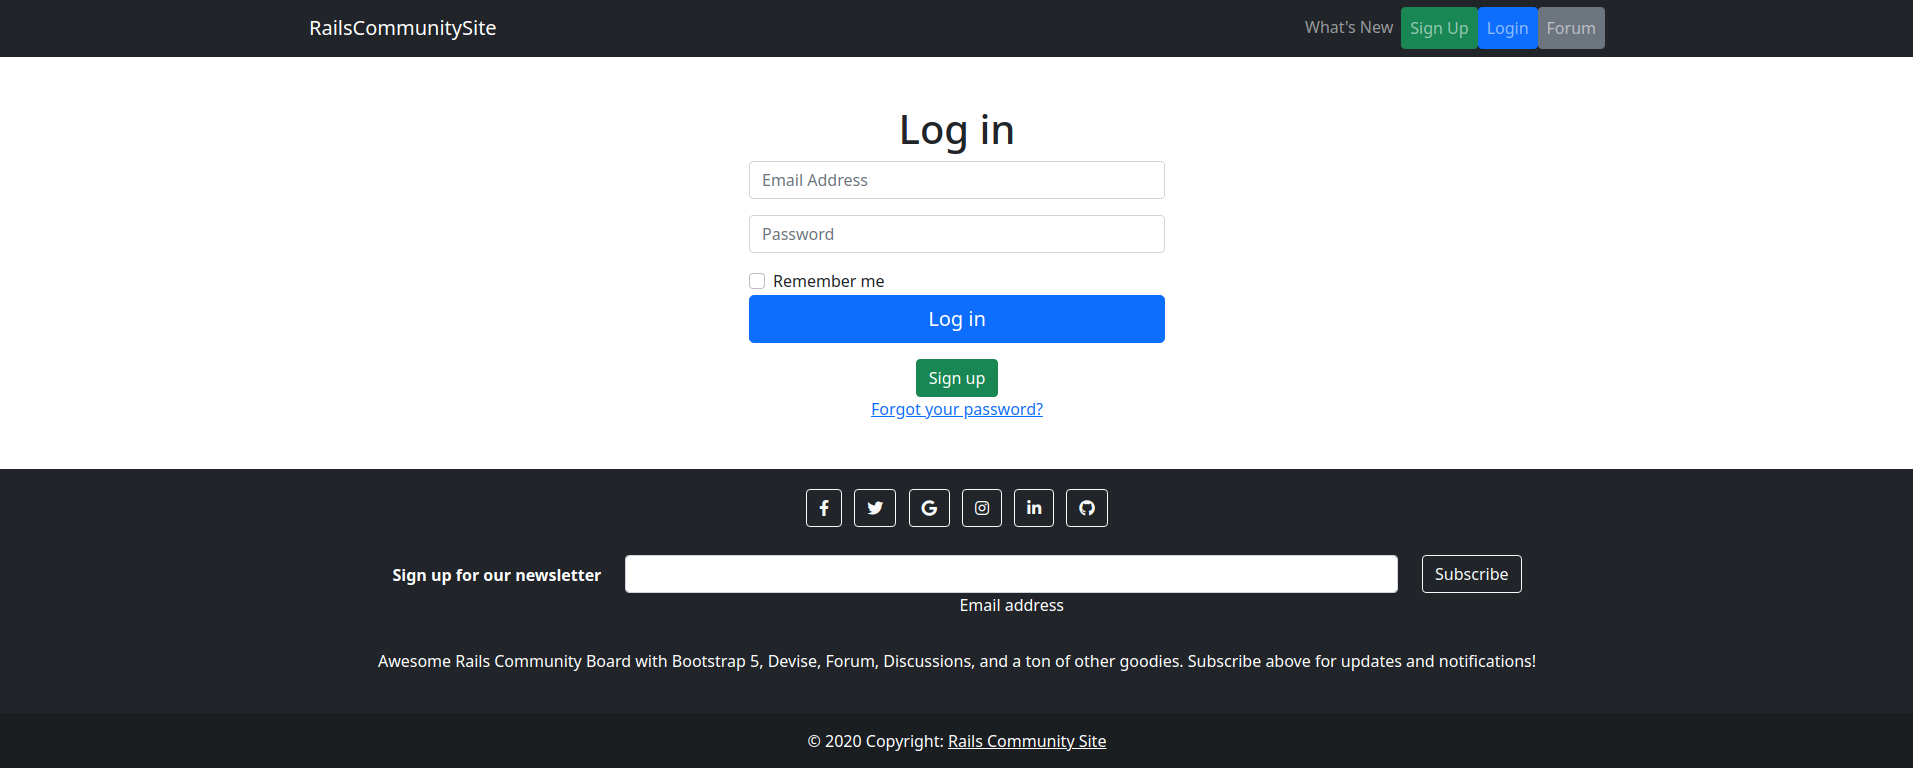 RailsCommunitySite What's New Sign Up Login Forum
Log in
Email Address
Password
Remember me
Log in
Sign up
Forgot your password?
Sign up for our newsletter Subscribe
Email address
Awesome Rails Community Board with Bootstrap 5, Devise, Forum, Discussions, and a ton of other goodies. Subscribe above for updates and notifications!
© 2020 Copyright: Rails Community Site